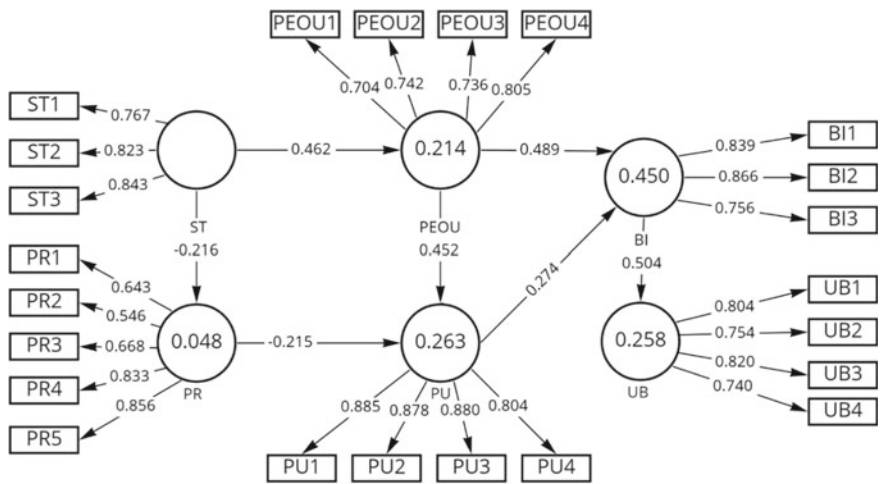 PEOU1 PEOU2 PEOU3 PEOU4
0.704 0.742 0.736 0.805
ST1
ST2
ST3
0.767
0.823
0.843
ST
0.462
0.214
PEOU
0.489
0.450
BI
0.839
0.866
0.756
BI1
BI2
BI3
-0.216
0.452
0.274
0.504
PR1
PR2
PR3
PR4
PR5
0.643
0.546
0.668
0.833
0.856
0.048
PR
-0.215
0.263
PU
0.258
UB
0.804
0.754
0.820
0.740
UB1
UB2
UB3
UB4
0.885 0.878 0.880 0.804
PU1 PU2 PU3 PU4